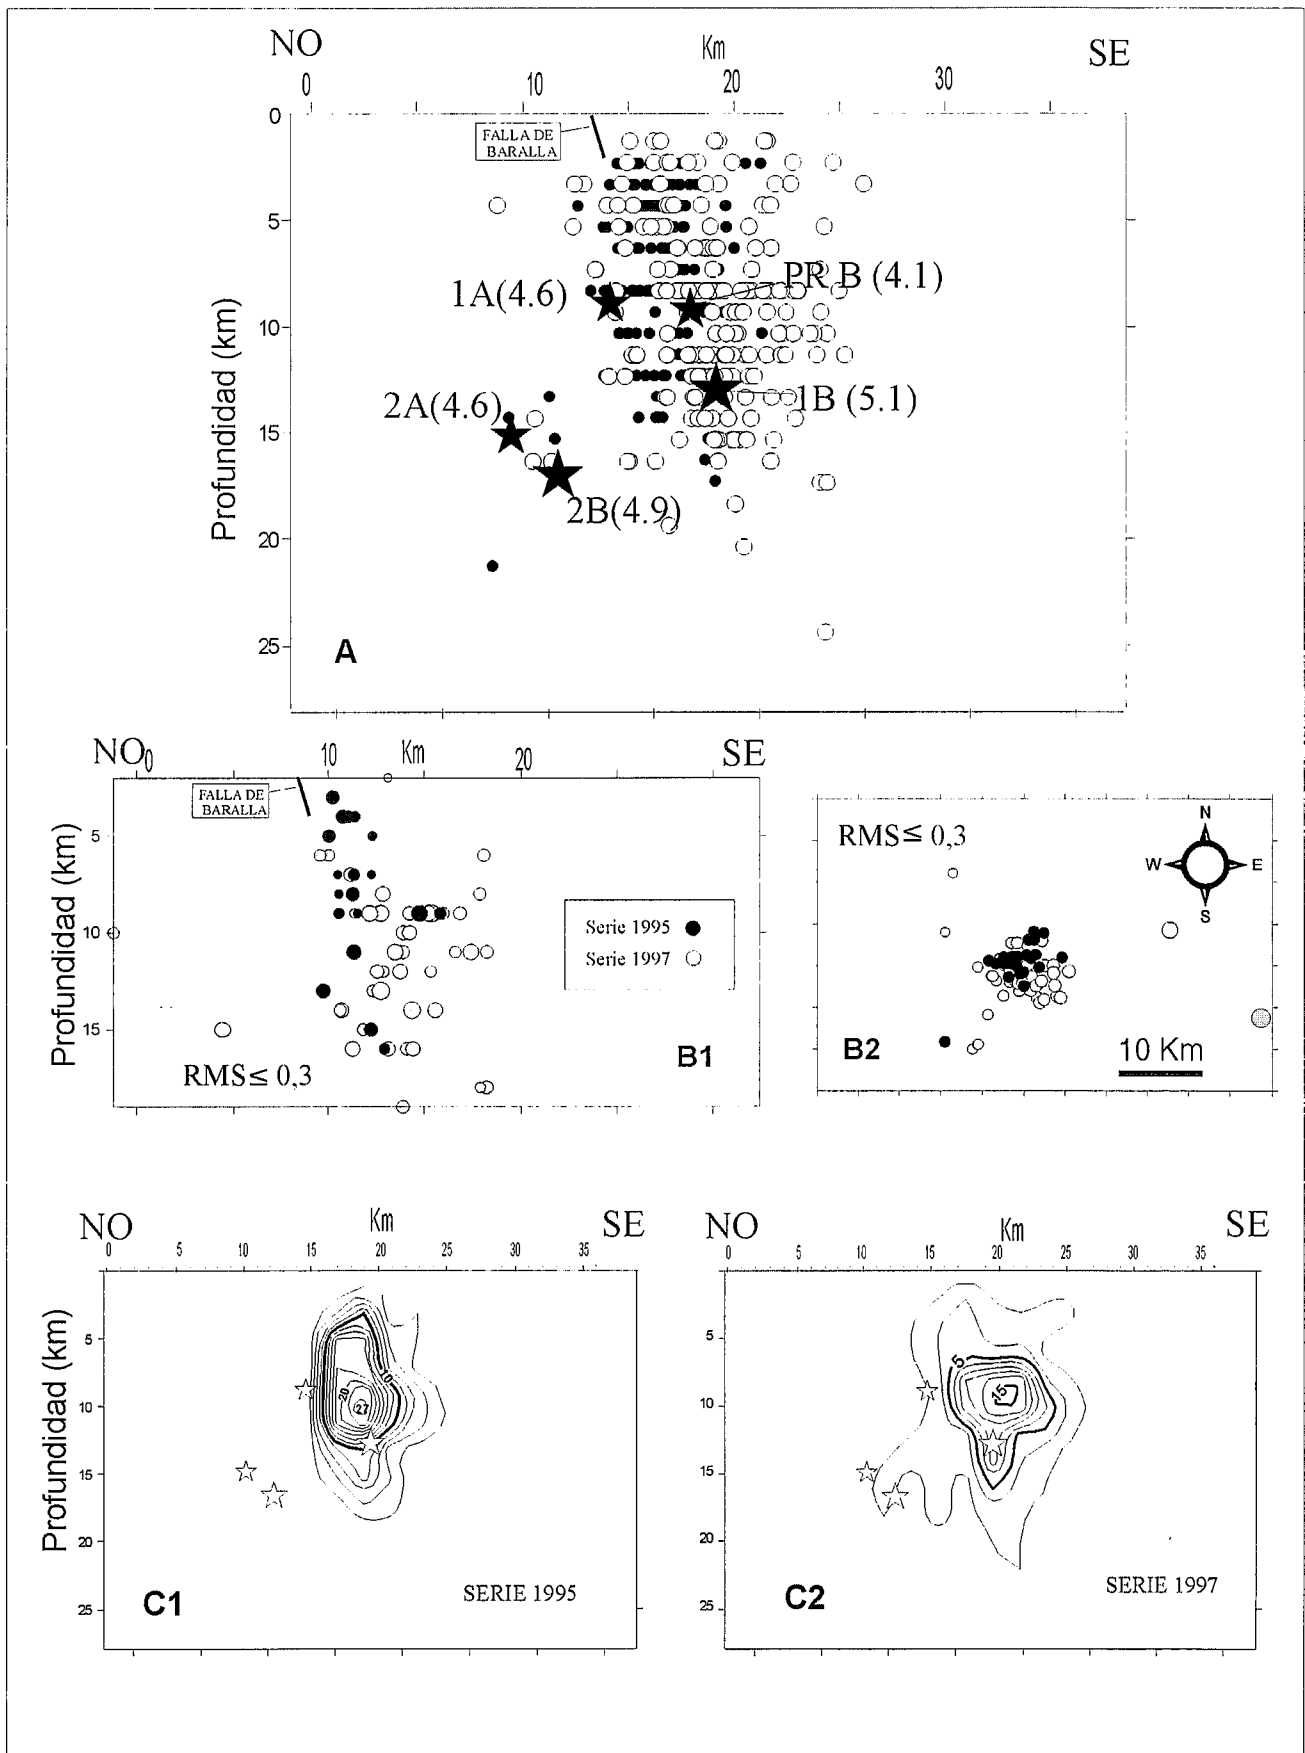 NO
Km
SE
0
10
20
30
0
FALLA DE
BARALLA
5
1A(4.6)
PR B (4.1)
10
2A(4.6)
1B (5.1)
15
2B(4.9)
20
25
Profundidad (km)
A
NO
0
10
Km
20
SE
FALLA DE
BARALLA
5
10
15
Profundidad (km)
Serie 1995
Serie 1997
RMS ≤ 0,3
B1
RMS ≤ 0,3
N
W
E
S
B2
10 Km
NO
Km
SE
0
5
10
15
20
25
30
35
5
10
15
20
25
Profundidad (km)
10
20
27
C1
SERIE 1995
NO
Km
SE
0
5
10
15
20
25
30
35
5
10
15
20
25
5
15
C2
SERIE 1997